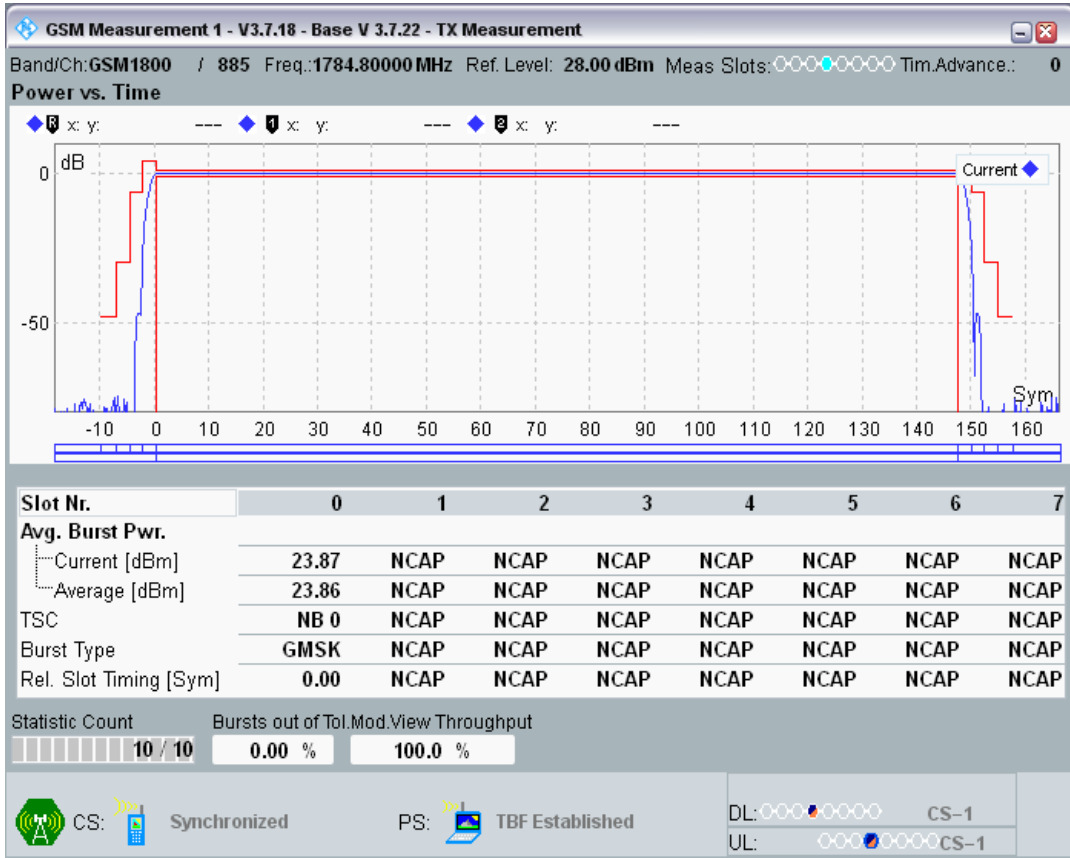 GSM Measurement 1 - V3.7.18 - Base V 3.7.22 - TX Measurement
Band/Ch:GSM1800 / 885 Freq.:1784.80000 MHz Ref. Level: 28.00 dBm Meas Slots: Tim.Advance.: 0
Power vs. Time
R x: y: --- 1 x: y: --- 2 x: y: ---
dB
0
Current
-50
Sym
-10 0 10 20 30 40 50 60 70 80 90 100 110 120 130 140 150 160
Slot Nr. 0 1 2 3 4 5 6 7
Avg. Burst Pwr.
Current [dBm] 23.87 NCAP NCAP NCAP NCAP NCAP NCAP NCAP
Average [dBm] 23.86 NCAP NCAP NCAP NCAP NCAP NCAP NCAP
TSC NB 0 NCAP NCAP NCAP NCAP NCAP NCAP NCAP
Burst Type GMSK NCAP NCAP NCAP NCAP NCAP NCAP NCAP
Rel. Slot Timing [Sym] 0.00 NCAP NCAP NCAP NCAP NCAP NCAP NCAP
Statistic Count Bursts out of Tol.Mod.View Throughput
10 / 10 0.00 % 100.0 %
CS: Synchronized PS: TBF Established
DL: CS-1
UL: CS-1